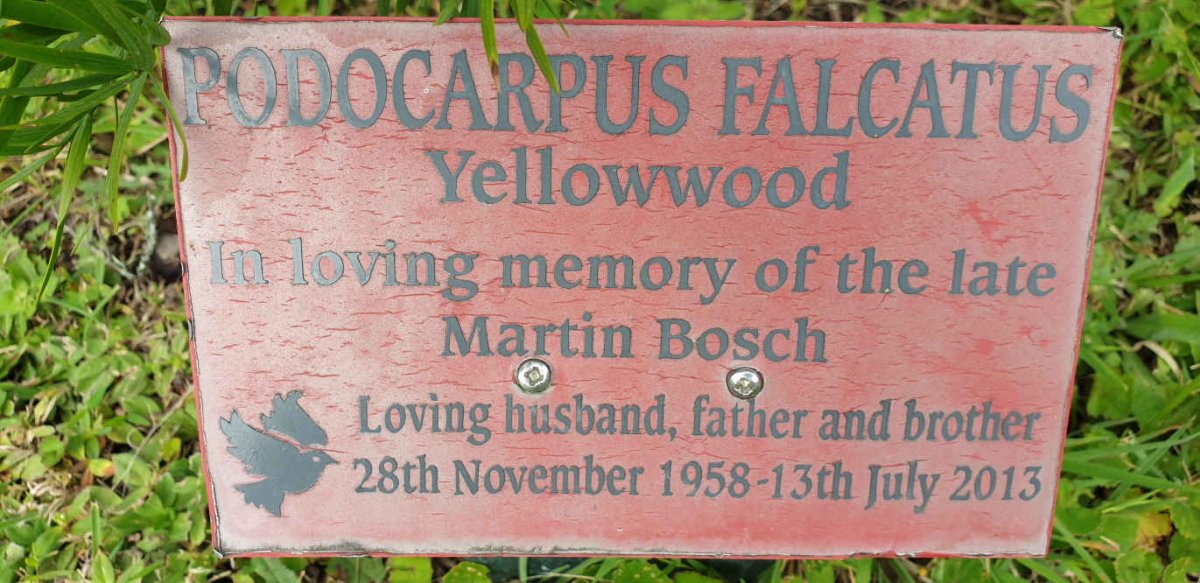 PODOCARPUS FALCATUS
Yellowwood
In loving memory of the late
Martin Bosch
Loving husband, father and brother
28th November 1958-13th July 2013